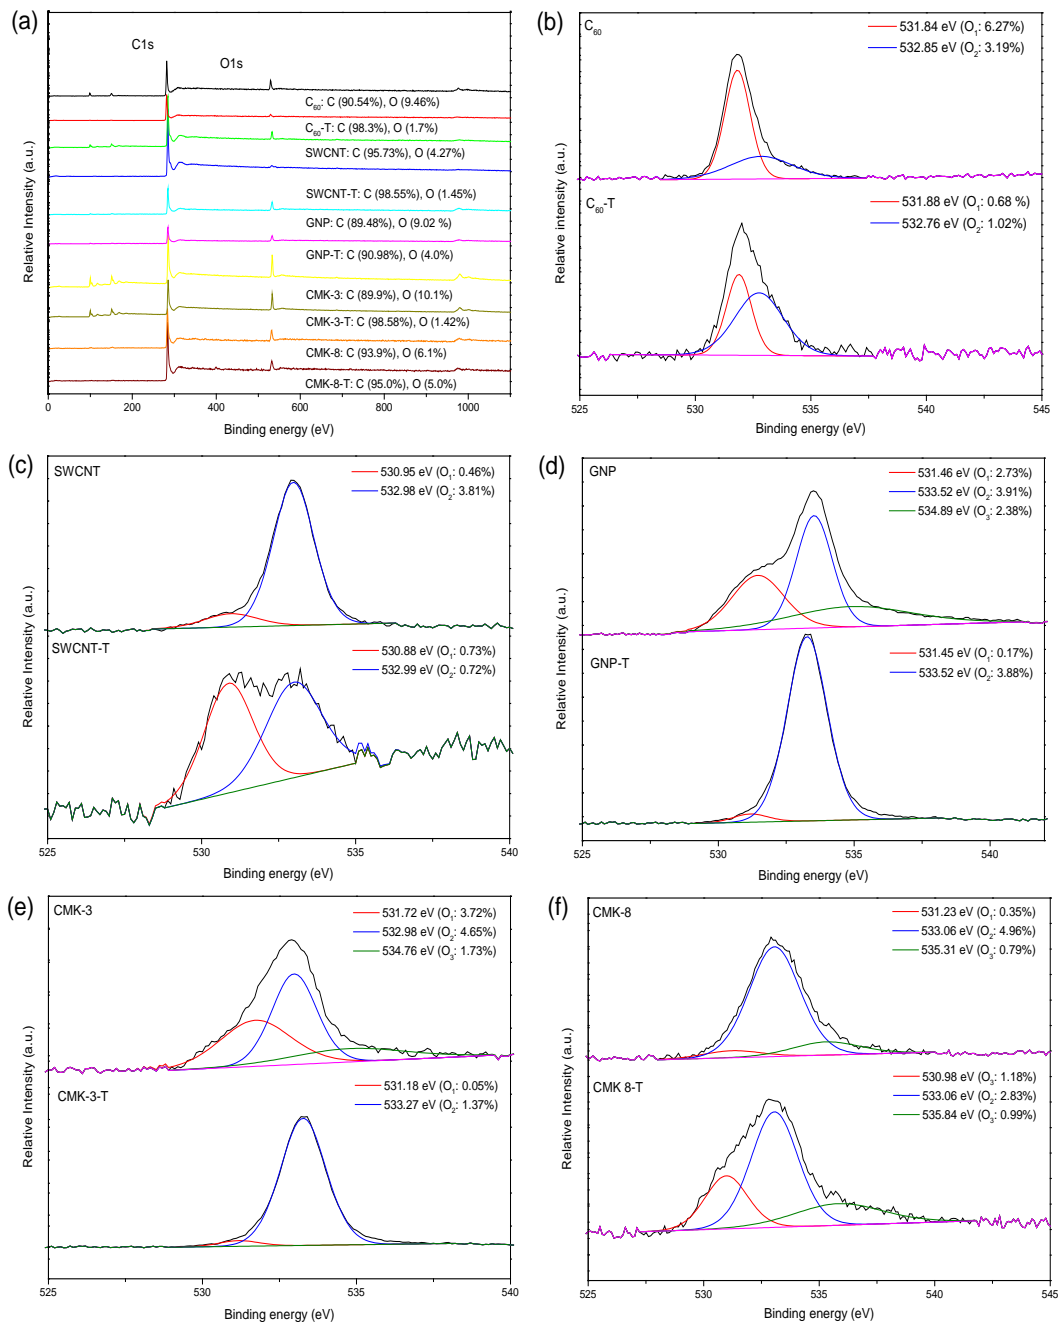 (a)
C1s
O1s
C₆₀: C (90.54%), O (9.46%)
C₆₀-T: C (98.3%), O (1.7%)
SWCNT: C (95.73%), O (4.27%)
SWCNT-T: C (98.55%), O (1.45%)
GNP: C (89.48%), O (9.02 %)
GNP-T: C (90.98%), O (4.0%)
CMK-3: C (89.9%), O (10.1%)
CMK-3-T: C (98.58%), O (1.42%)
CMK-8: C (93.9%), O (6.1%)
CMK-8-T: C (95.0%), O (5.0%)
Relative Intensity (a.u.)
0 200 400 600 800 1000
Binding energy (eV)
(b)
C₆₀
531.84 eV (O₁: 6.27%)
532.85 eV (O₂: 3.19%)
C₆₀-T
531.88 eV (O₁: 0.68 %)
532.76 eV (O₂: 1.02%)
Relative intensity (a.u.)
525 530 535 540 545
Binding energy (eV)
(c)
SWCNT
530.95 eV (O₁: 0.46%)
532.98 eV (O₂: 3.81%)
SWCNT-T
530.88 eV (O₁: 0.73%)
532.99 eV (O₂: 0.72%)
Relative Intensity (a.u.)
525 530 535 540
Binding energy (eV)
(d)
GNP
531.46 eV (O₁: 2.73%)
533.52 eV (O₂: 3.91%)
534.89 eV (O₃: 2.38%)
GNP-T
531.45 eV (O₁: 0.17%)
533.52 eV (O₂: 3.88%)
Relative Intensity (a.u.)
525 530 535 540
Binding energy (eV)
(e)
CMK-3
531.72 eV (O₁: 3.72%)
532.98 eV (O₂: 4.65%)
534.76 eV (O₃: 1.73%)
CMK-3-T
531.18 eV (O₁: 0.05%)
533.27 eV (O₂: 1.37%)
Relative Intensity (a.u.)
525 530 535 540
Binding energy (eV)
(f)
CMK-8
531.23 eV (O₁: 0.35%)
533.06 eV (O₂: 4.96%)
535.31 eV (O₃: 0.79%)
CMK 8-T
530.98 eV (O₃: 1.18%)
533.06 eV (O₂: 2.83%)
535.84 eV (O₃: 0.99%)
Relative Intensity (a.u.)
525 530 535 540 545
Binding energy (eV)